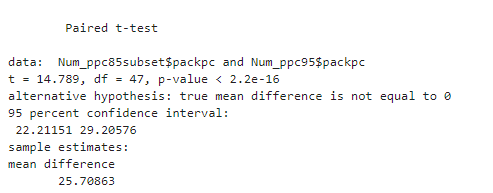 Paired t-test
data:  Num_ppc85subset$packpc and Num_ppc95$packpc
t = 14.789, df = 47, p-value < 2.2e-16
alternative hypothesis: true mean difference is not equal to 0
95 percent confidence interval:
22.21151 29.20576
sample estimates:
mean difference
25.70863